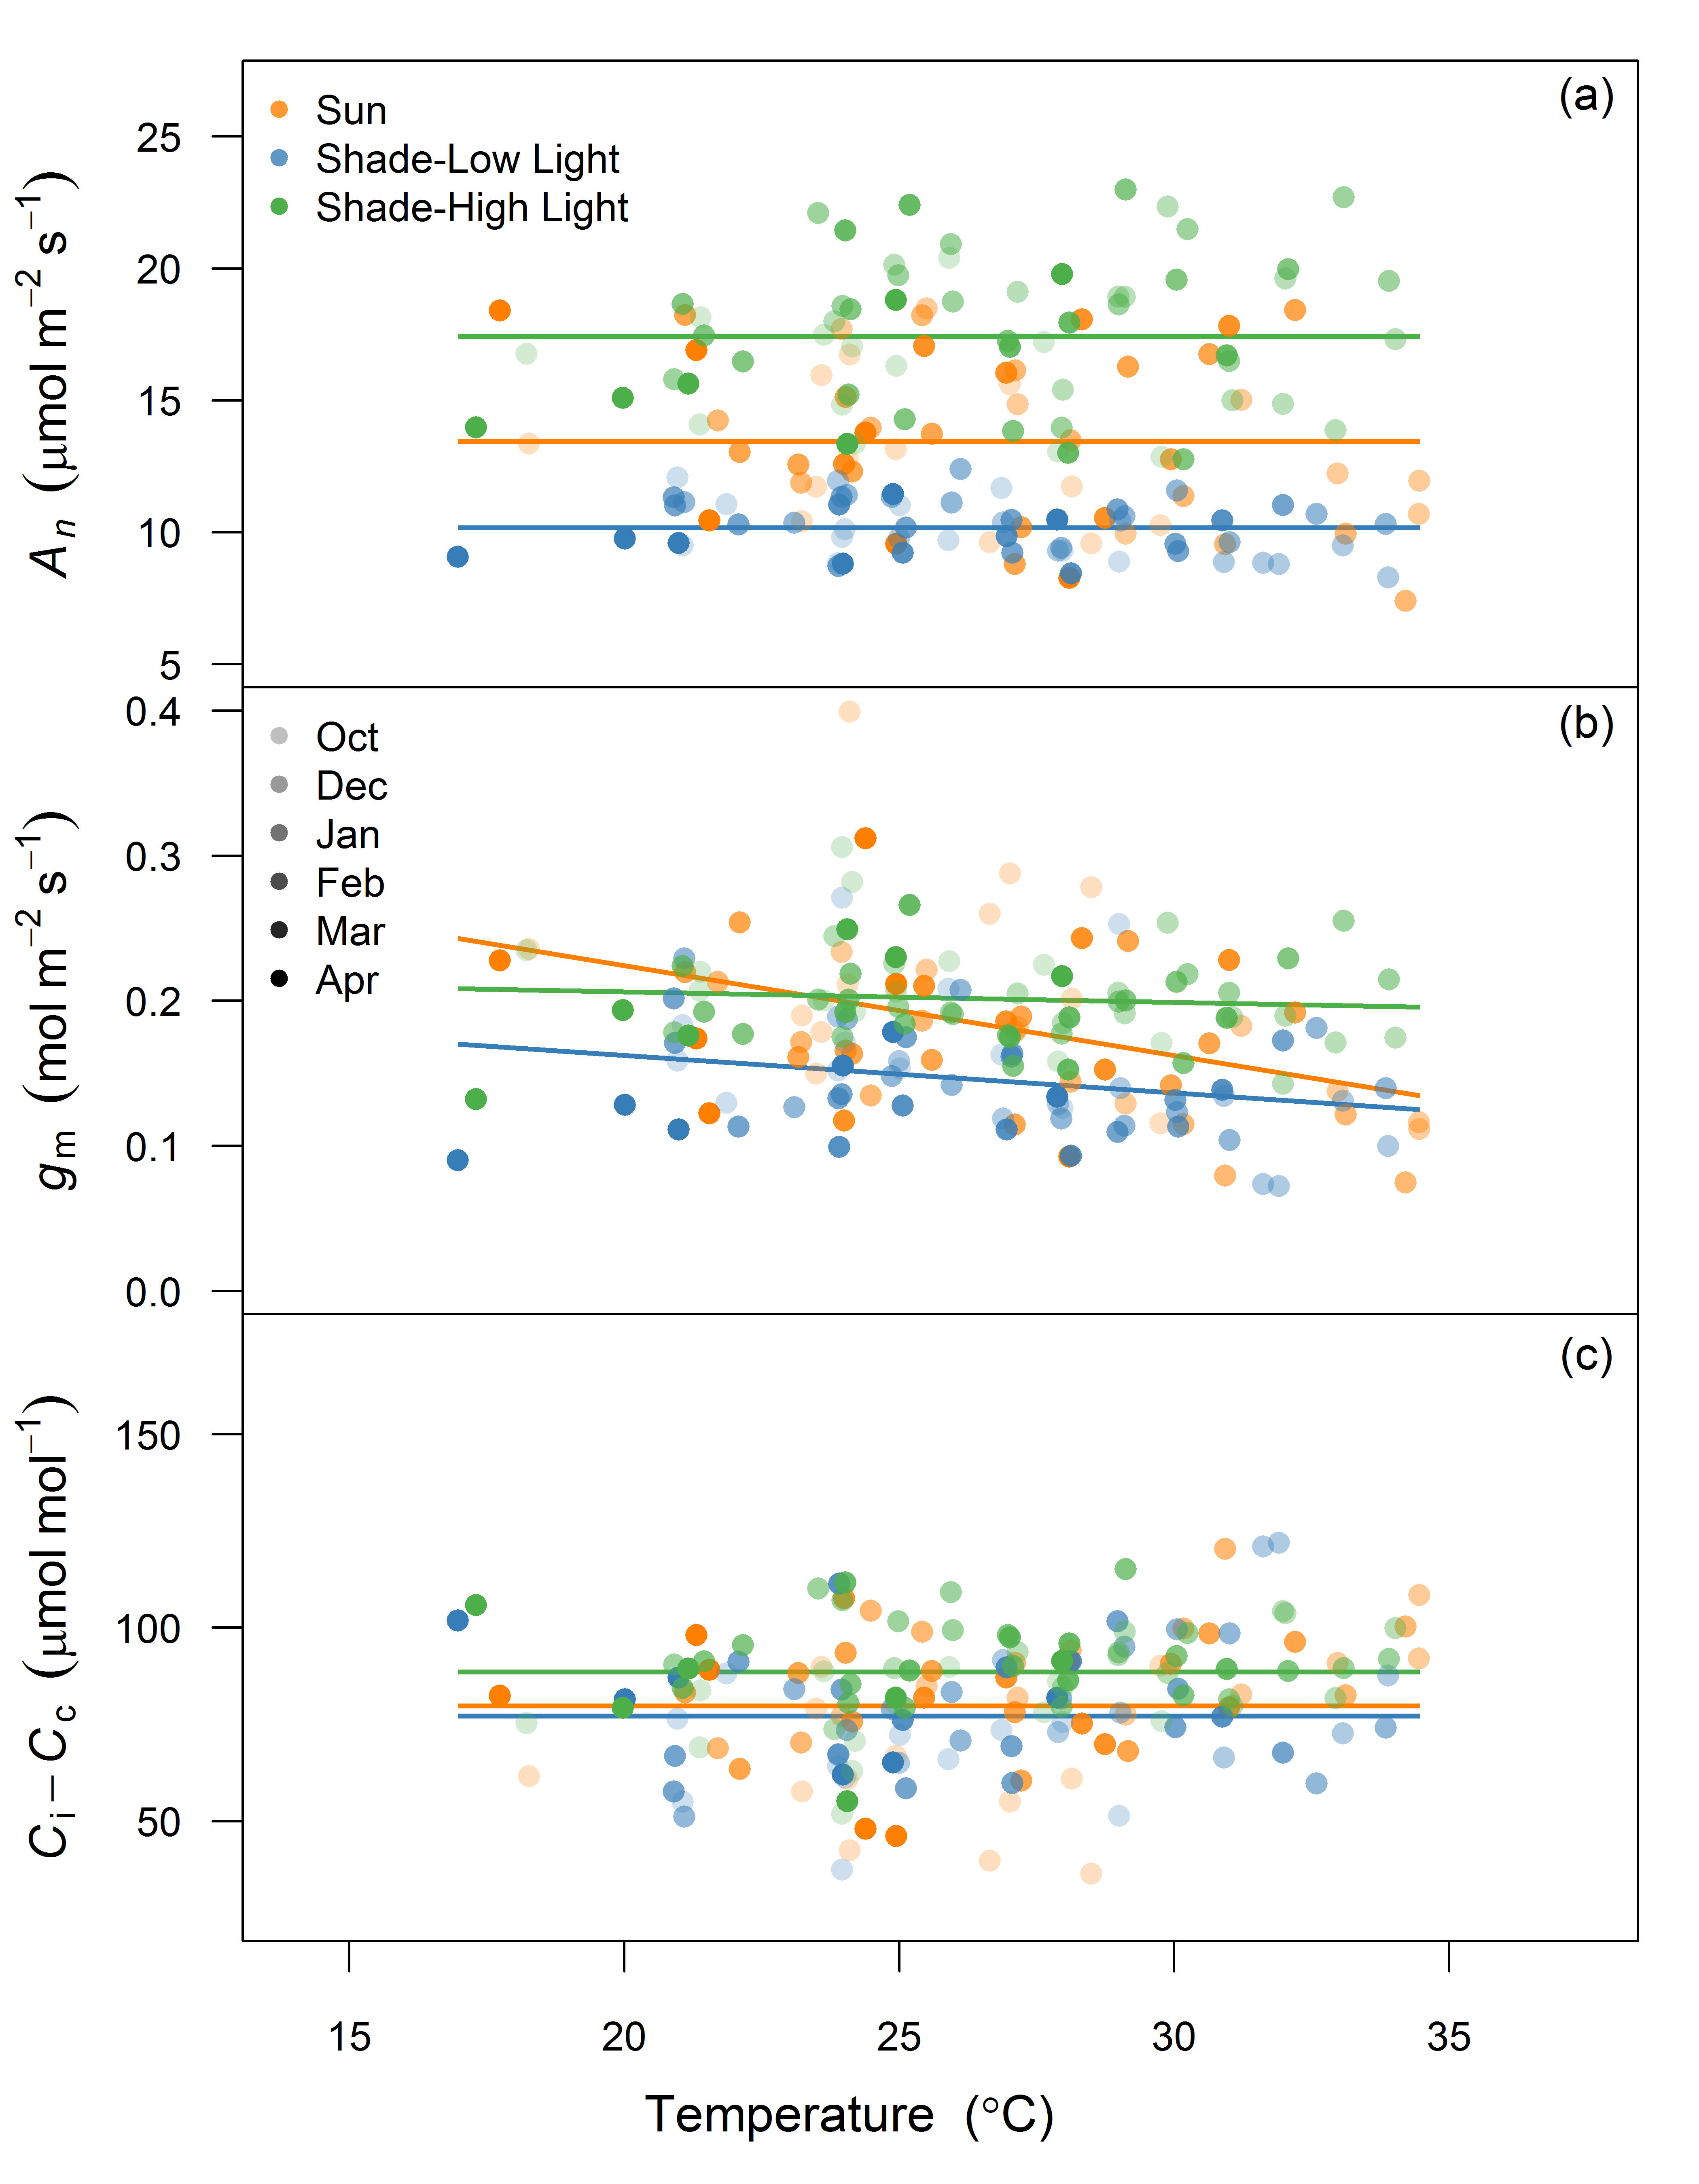 (a)
Sun
Shade-Low Light
Shade-High Light
25
20
15
10
5
An (μmol m−2 s−1)
(b)
Oct
Dec
Jan
Feb
Mar
Apr
0.4
0.3
0.2
0.1
0.0
gm (mol m−2 s−1)
(c)
150
100
50
Ci−Cc (μmol mol−1)
15 20 25 30 35
Temperature (°C)